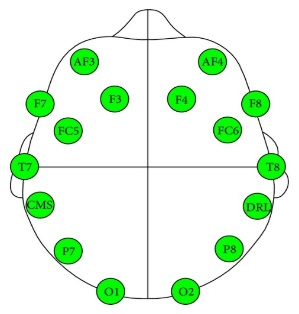 AF3 AF4
F7 F3 F4 F8
FC5 FC6
T7 T8
CMS DRL
P7 P8
O1 O2